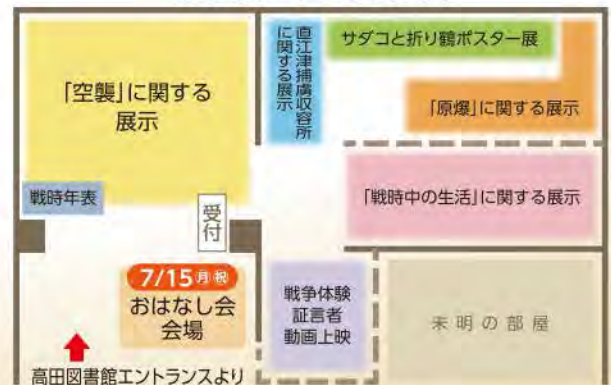 「空襲」に関する
展示
直江津捕虜収容所
に関する展示
サダコと折り鶴ポスター展
「原爆」に関する展示
戦時年表
受付
「戦時中の生活」に関する展示
7/15月祝
おはなし会
会場
戦争体験
証言者
動画上映
未明の部屋
高田図書館エントランスより